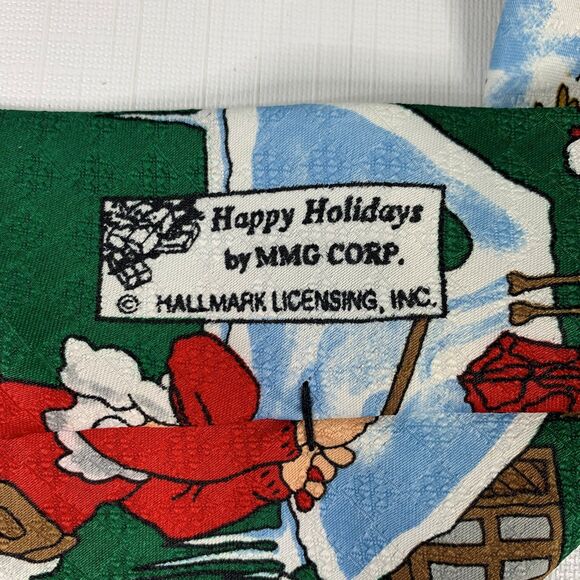 Happy Holidays
by MMG CORP.
© HALLMARK LICENSING, INC.